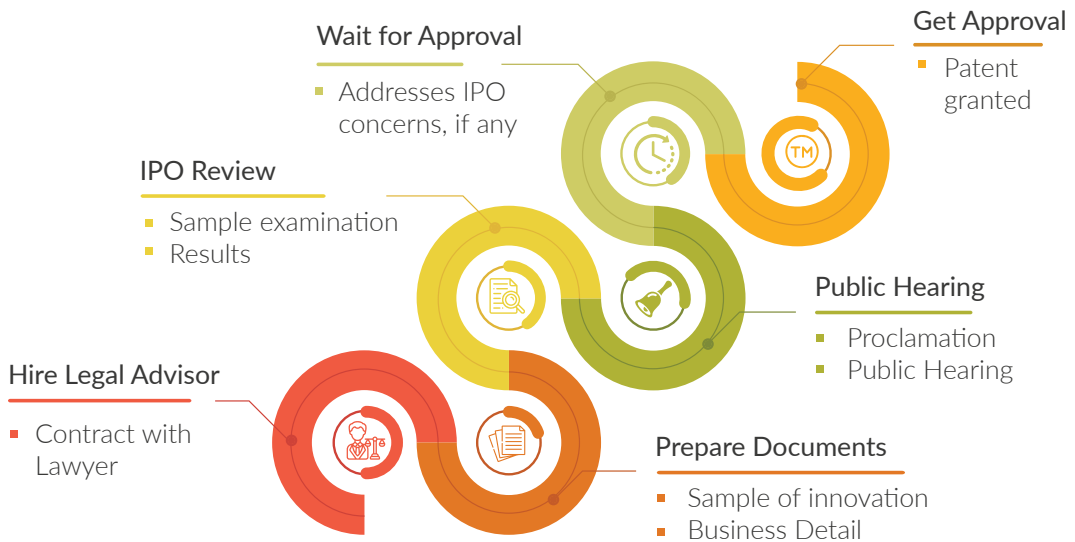 Get Approval
Patent
granted
Wait for Approval
Addresses IPO
concerns, if any
TM
IPO Review
Sample examination
Results
Public Hearing
Proclamation
Public Hearing
Hire Legal Advisor
Contract with
Lawyer
Prepare Documents
Sample of innovation
Business Detail